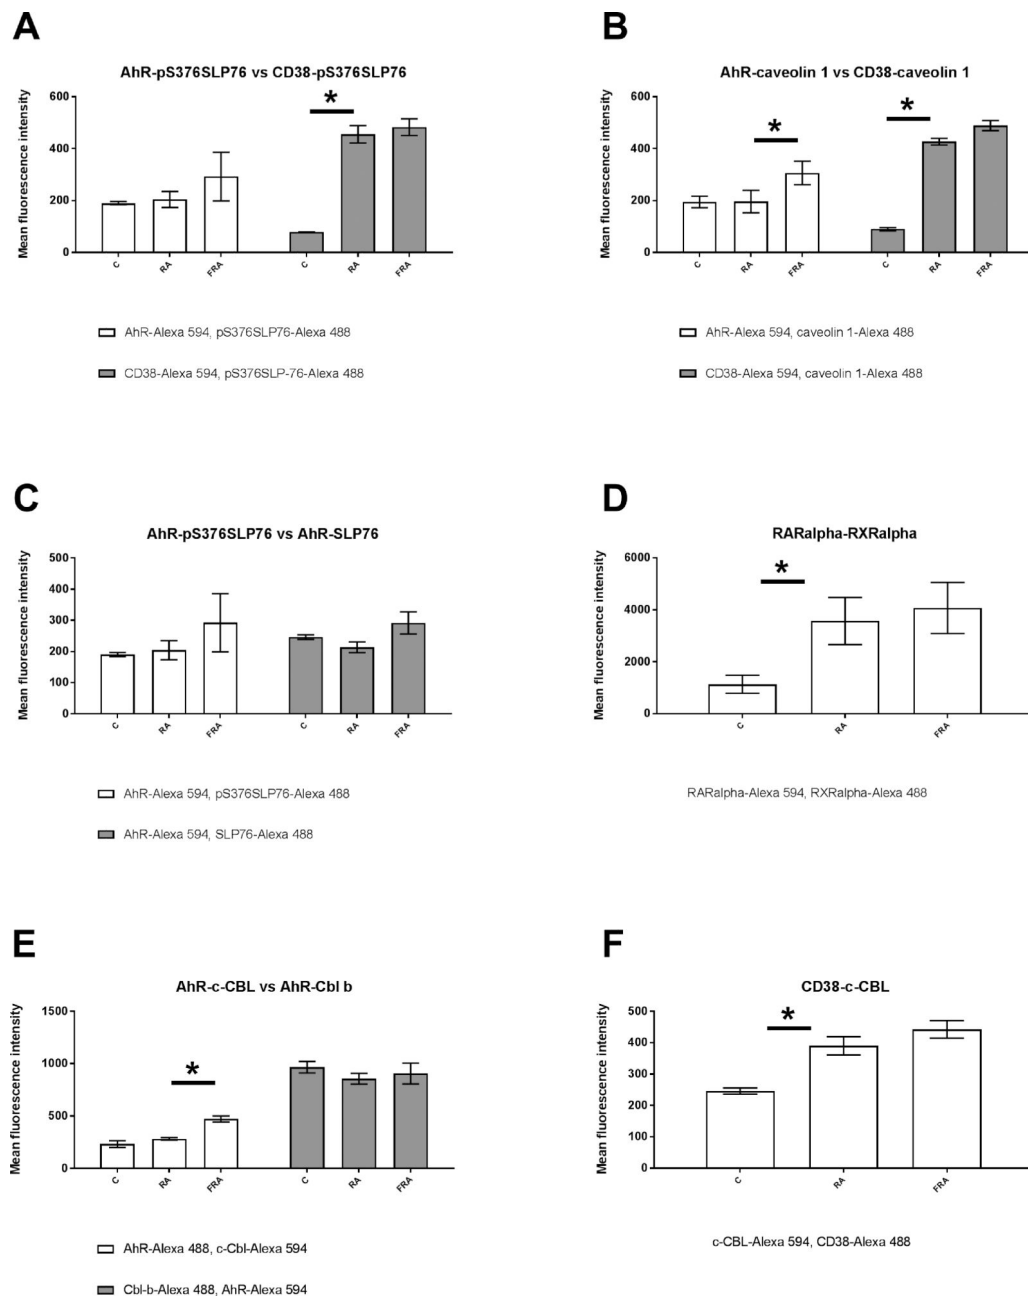 A
AhR-pS376SLP76 vs CD38-pS376SLP76
Mean fluorescence intensity
600
400
200
0
*
C
RA
FRA
C
RA
FRA
AhR-Alexa 594, pS376SLP76-Alexa 488
CD38-Alexa 594, pS376SLP-76-Alexa 488
B
AhR-caveolin 1 vs CD38-caveolin 1
Mean fluorescence intensity
600
400
200
0
*
*
C
RA
FRA
C
RA
FRA
AhR-Alexa 594, caveolin 1-Alexa 488
CD38-Alexa 594, caveolin 1-Alexa 488
C
AhR-pS376SLP76 vs AhR-SLP76
Mean fluorescence intensity
500
400
300
200
100
0
C
RA
FRA
C
RA
FRA
AhR-Alexa 594, pS376SLP76-Alexa 488
AhR-Alexa 594, SLP76-Alexa 488
D
RARalpha-RXRalpha
Mean fluorescence intensity
6000
4000
2000
0
*
C
RA
FRA
RARalpha-Alexa 594, RXRalpha-Alexa 488
E
AhR-c-CBL vs AhR-Cbl b
Mean fluorescence intensity
1500
1000
500
0
*
C
RA
FRA
C
RA
FRA
AhR-Alexa 488, c-Cbl-Alexa 594
Cbl-b-Alexa 488, AhR-Alexa 594
F
CD38-c-CBL
Mean fluorescence intensity
500
400
300
200
100
0
*
C
RA
FRA
c-CBL-Alexa 594, CD38-Alexa 488